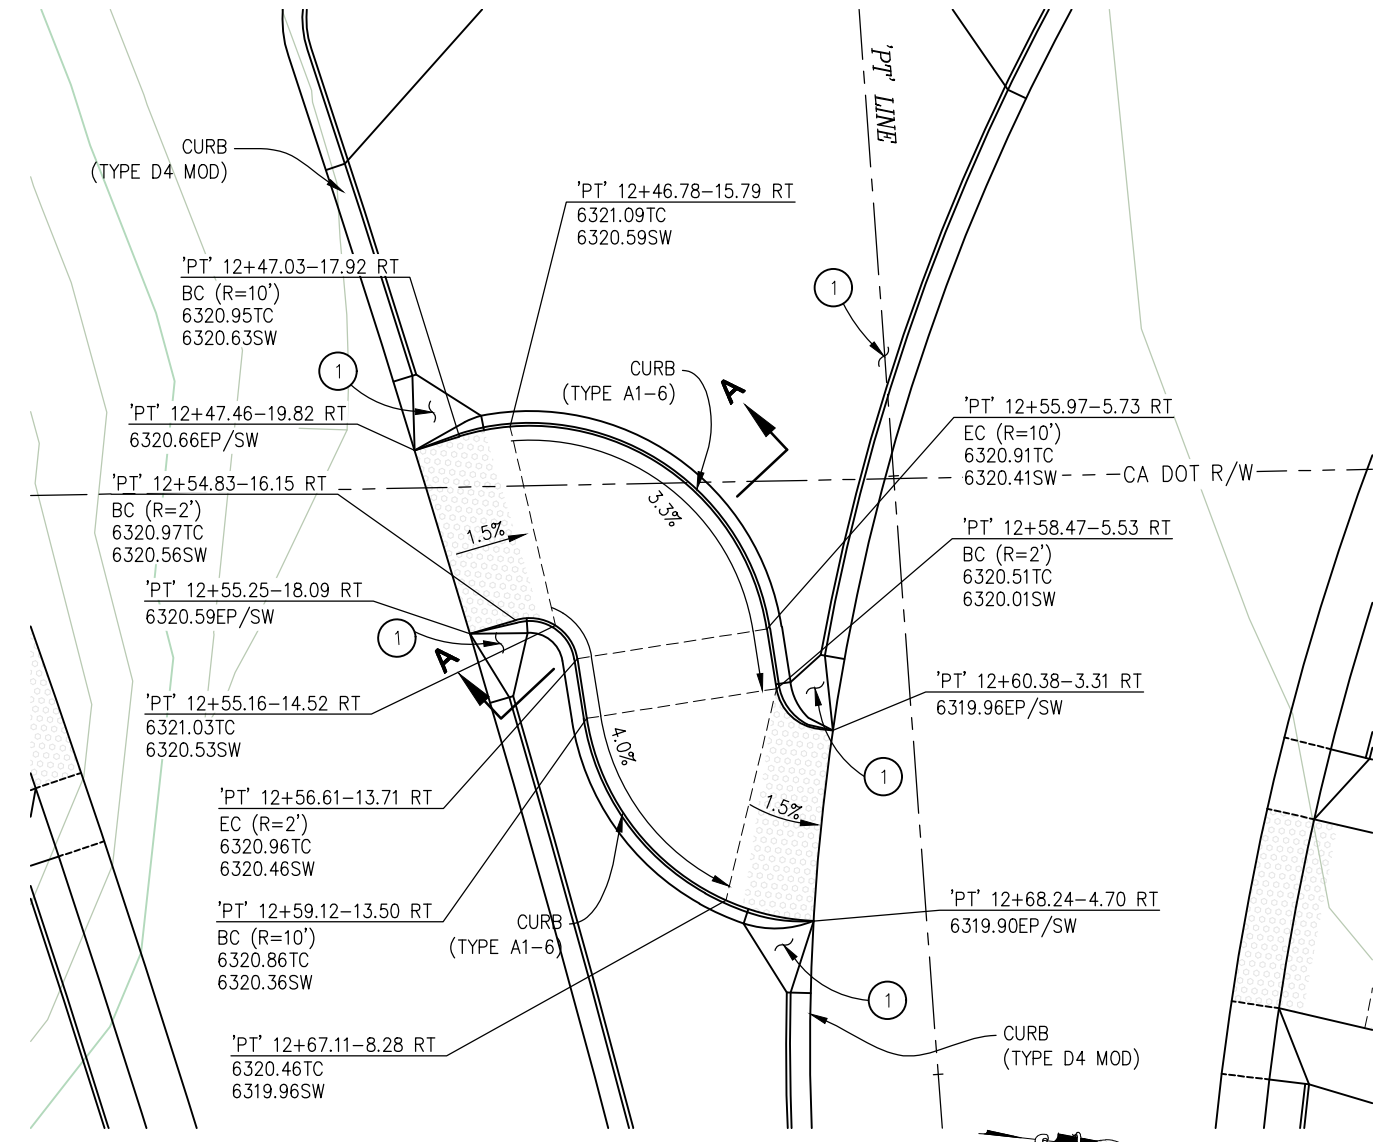 'PT' LINE
CURB
(TYPE D4 MOD)
'PT' 12+46.78-15.79 RT
6321.09TC
6320.59SW
'PT' 12+47.03-17.92 RT
BC (R=10')
6320.95TC
6320.63SW
1
1
CURB
(TYPE A1-6)
A
'PT' 12+47.46-19.82 RT
6320.66EP/SW
'PT' 12+55.97-5.73 RT
EC (R=10')
6320.91TC
6320.41SW
CA DOT R/W
'PT' 12+54.83-16.15 RT
BC (R=2')
6320.97TC
6320.56SW
3.3%
1.5%
'PT' 12+58.47-5.53 RT
BC (R=2')
6320.51TC
6320.01SW
'PT' 12+55.25-18.09 RT
6320.59EP/SW
1
A
'PT' 12+60.38-3.31 RT
6319.96EP/SW
'PT' 12+55.16-14.52 RT
6321.03TC
6320.53SW
4.0%
1
1.5%
'PT' 12+56.61-13.71 RT
EC (R=2')
6320.96TC
6320.46SW
'PT' 12+59.12-13.50 RT
BC (R=10')
6320.86TC
6320.36SW
CURB
(TYPE A1-6)
'PT' 12+68.24-4.70 RT
6319.90EP/SW
1
'PT' 12+67.11-8.28 RT
6320.46TC
6319.96SW
CURB
(TYPE D4 MOD)